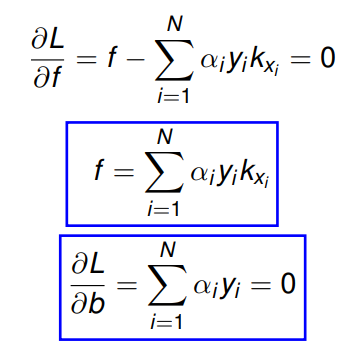 ∂L/∂f = f − ∑_{i=1}^{N} α_i y_i k_{x_i} = 0
f = ∑_{i=1}^{N} α_i y_i k_{x_i}
∂L/∂b = ∑_{i=1}^{N} α_i y_i = 0